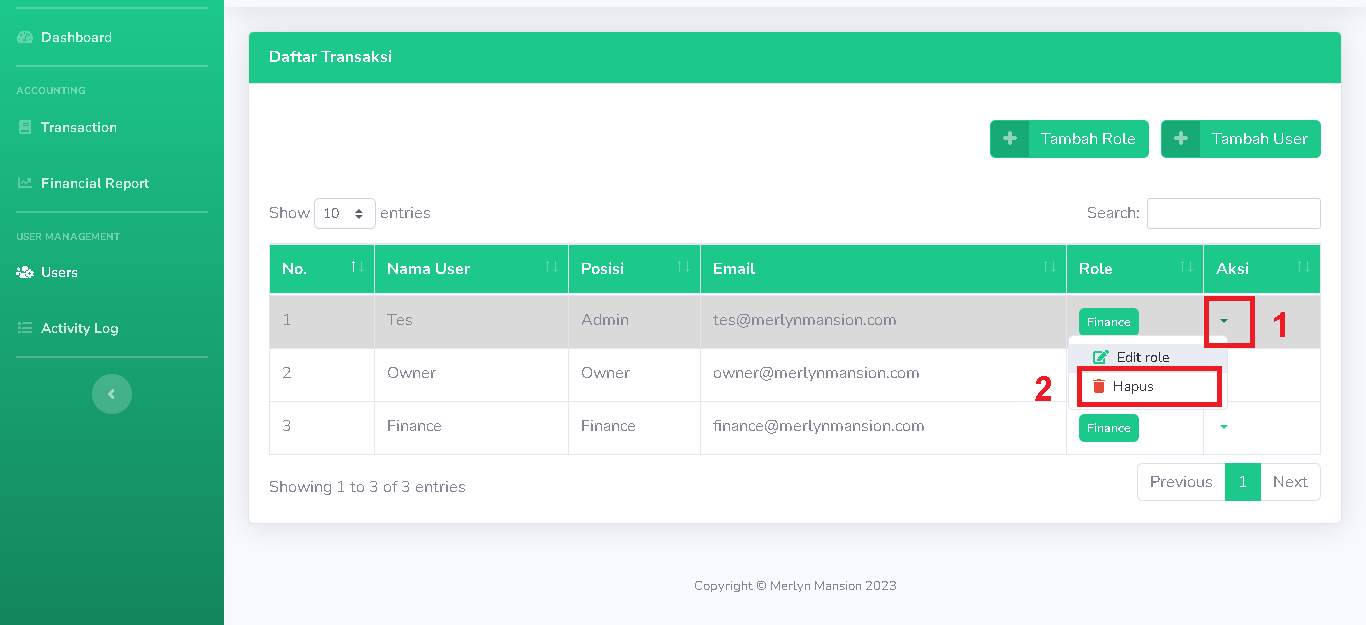 Dashboard
ACCOUNTING
Transaction
Financial Report
USER MANAGEMENT
Users
Activity Log
Daftar Transaksi
Tambah Role Tambah User
Show 10 entries Search:
No. Nama User Posisi Email Role Aksi
1 Tes Admin tes@merlynmansion.com Finance 1
Edit role
2 Owner Owner owner@merlynmansion.com
2 Hapus
3 Finance Finance finance@merlynmansion.com Finance
Showing 1 to 3 of 3 entries Previous 1 Next
Copyright © Merlyn Mansion 2023